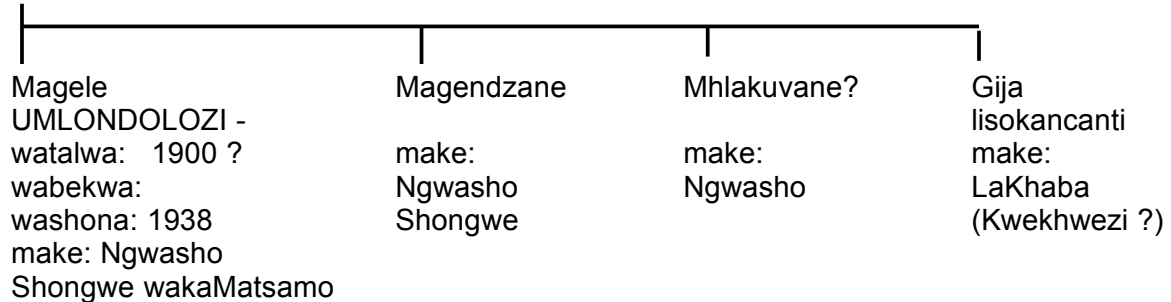 Magele
UMLONDOLOZI -
watalwa: 1900 ?
wabekwa:
washona: 1938
make: Ngwasho
Shongwe wakaMatsamo
Magendzane
make:
Ngwasho
Shongwe
Mhlakuvane?
make:
Ngwasho
Gija
lisokancanti
make:
LaKhaba
(Kwekhwezi ?)